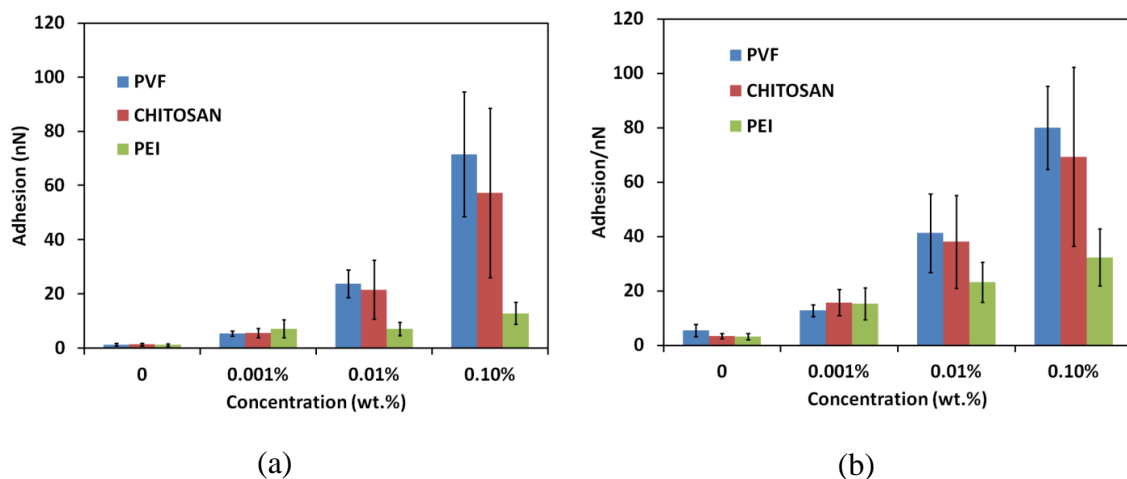 120
100
80
60
40
20
0
Adhesion (nN)
PVF
CHITOSAN
PEI
0 0.001% 0.01% 0.10%
Concentration (wt.%)
(a)
120
100
80
60
40
20
0
Adhesion/nN
PVF
CHITOSAN
PEI
0 0.001% 0.01% 0.10%
Concentration (wt.%)
(b)